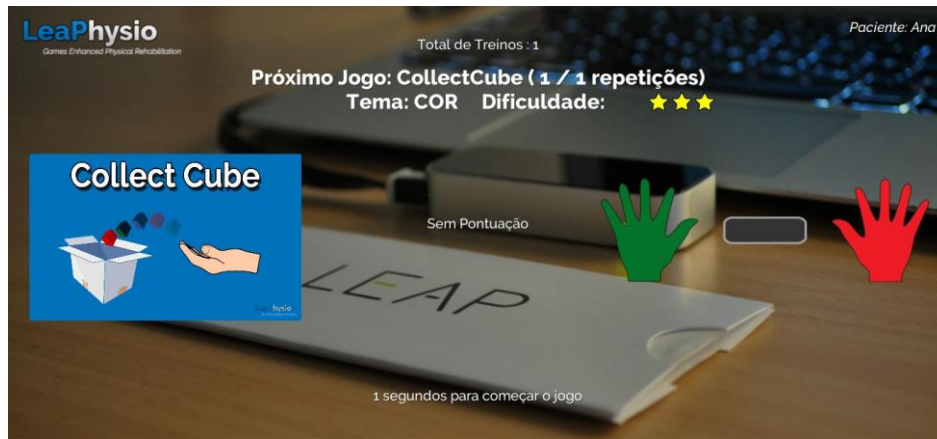 LeaPhysio
Games Enhanced Physical Rehabilitation
Paciente: Ana
Total de Treinos : 1
Próximo Jogo: CollectCube ( 1 / 1 repetições)
Tema: COR Dificuldade:
Collect Cube
Sem Pontuação
LEAP
1 segundos para começar o jogo